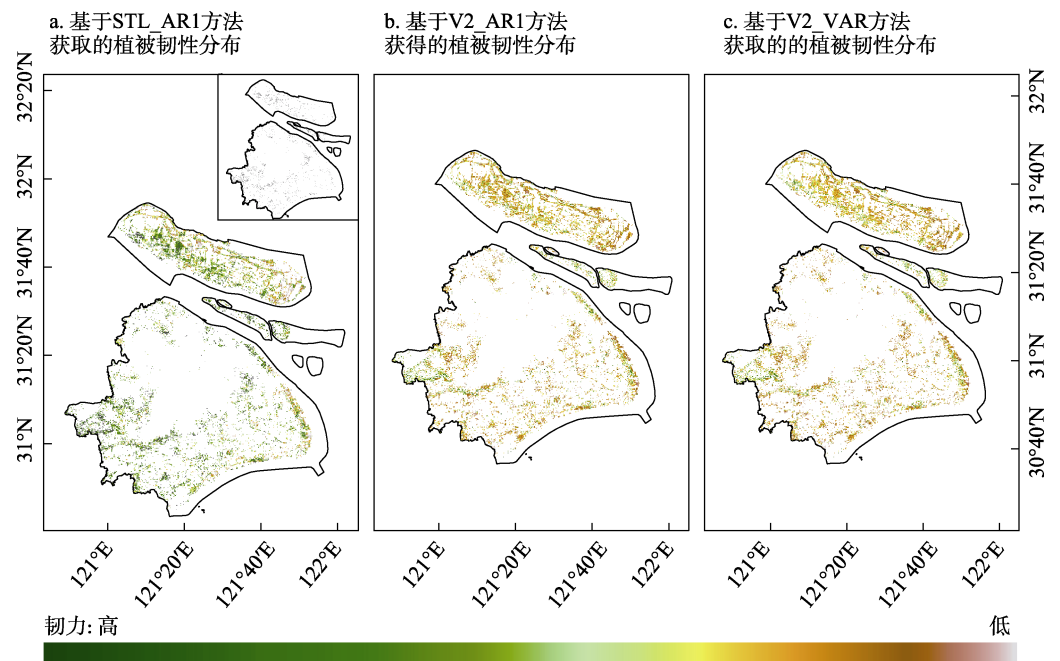 a. 基于STL_AR1方法
获取的植被韧性分布
b. 基于V2_AR1方法
获得的植被韧性分布
c. 基于V2_VAR方法
获取的的植被韧性分布
32°20′N
32°N
31°40′N
31°20′N
31°N
32°N
31°40′N
31°20′N
31°N
30°40′N
121°E
121°20′E
121°40′E
122°E
121°E
121°20′E
121°40′E
122°E
121°E
121°20′E
121°40′E
122°E
韧力: 高
低